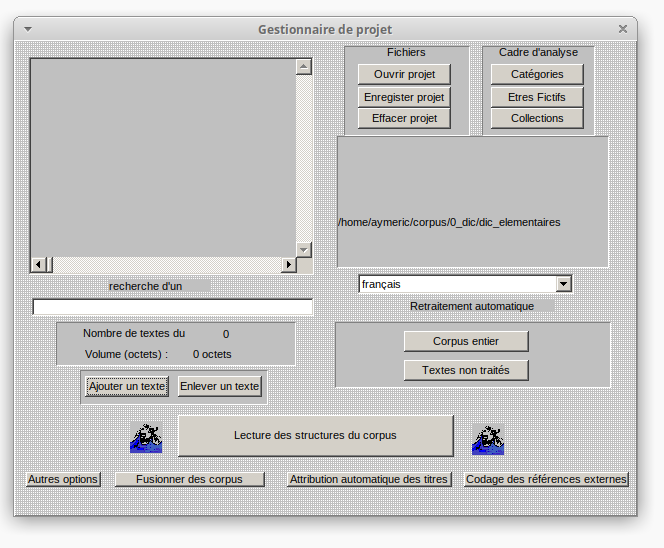 Gestionnaire de projet
Fichiers
Ouvrir projet
Enregister projet
Effacer projet
Cadre d'analyse
Catégories
Etres Fictifs
Collections
/home/aymeric/corpus/0_dic/dic_elementaires
français
recherche d'un
Retraitement automatique
Nombre de textes du 0
Volume (octets) : 0 octets
Corpus entier
Textes non traités
Ajouter un texte
Enlever un texte
Lecture des structures du corpus
Autres options
Fusionner des corpus
Attribution automatique des titres
Codage des références externes